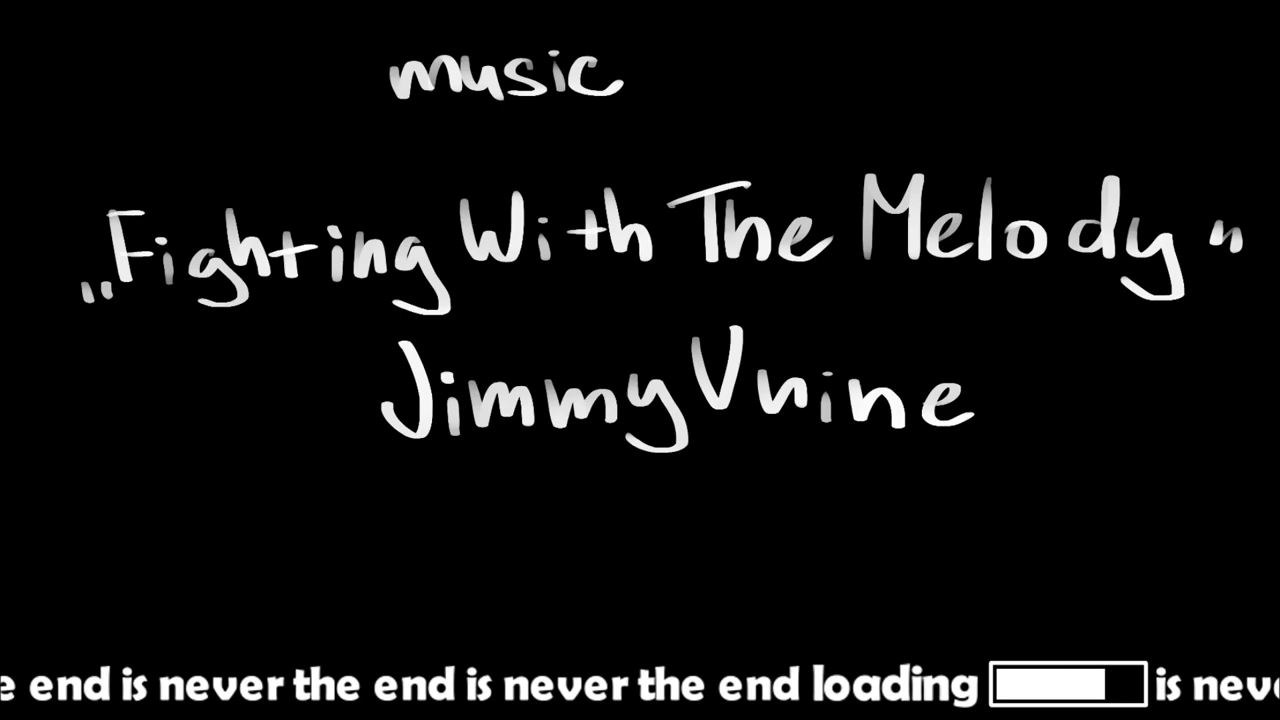 music
„Fighting With The Melody“
JimmyVnine
e end is never the end is never the end loading is neve